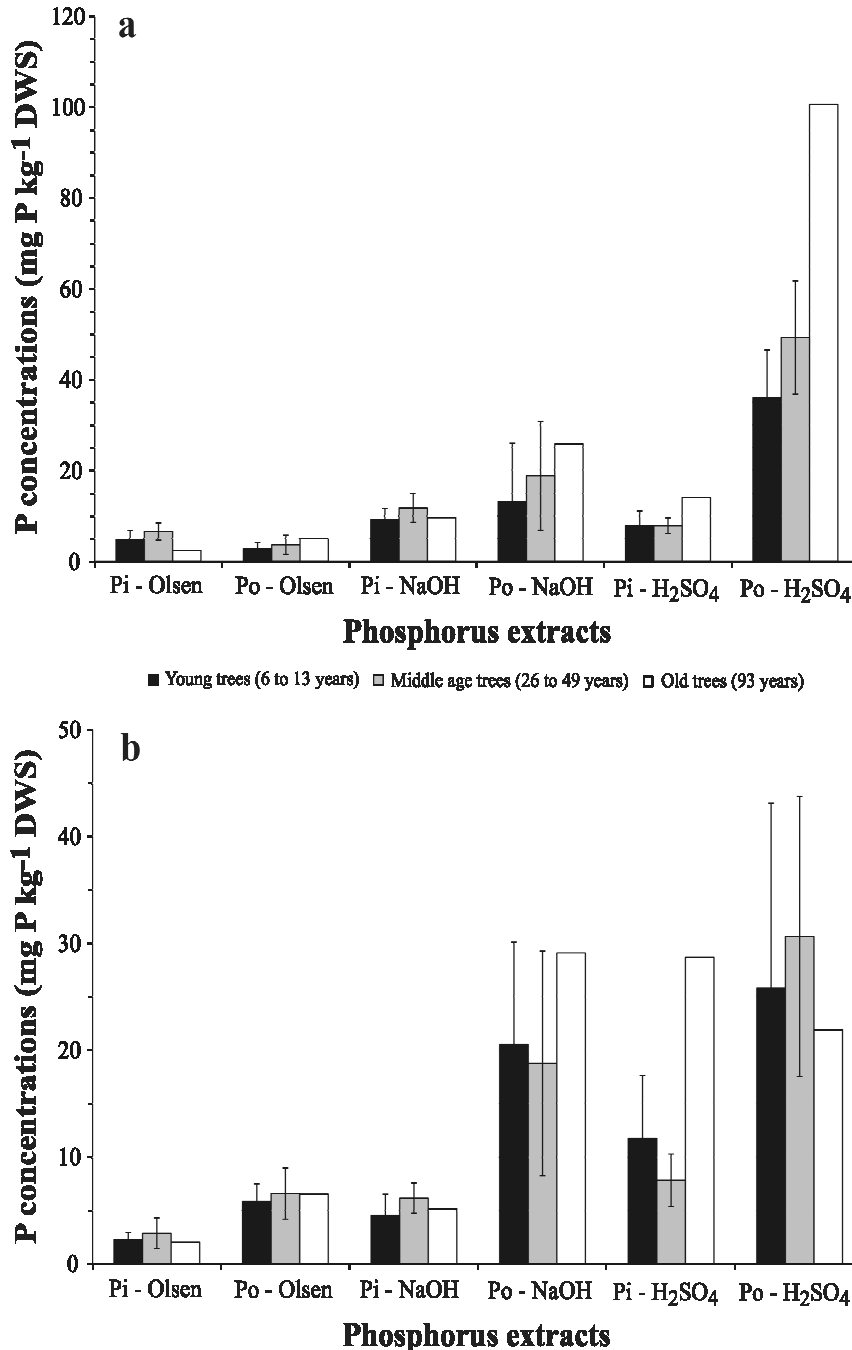 a
P concentrations (mg P kg-1 DWS)
120
100
80
60
40
20
0
Pi - Olsen Po - Olsen Pi - NaOH Po - NaOH Pi - H2SO4 Po - H2SO4
Phosphorus extracts
Young trees (6 to 13 years) Middle age trees (26 to 49 years) Old trees (93 years)
b
P concentrations (mg P kg-1 DWS)
50
40
30
20
10
0
Pi - Olsen Po - Olsen Pi - NaOH Po - NaOH Pi - H2SO4 Po - H2SO4
Phosphorus extracts